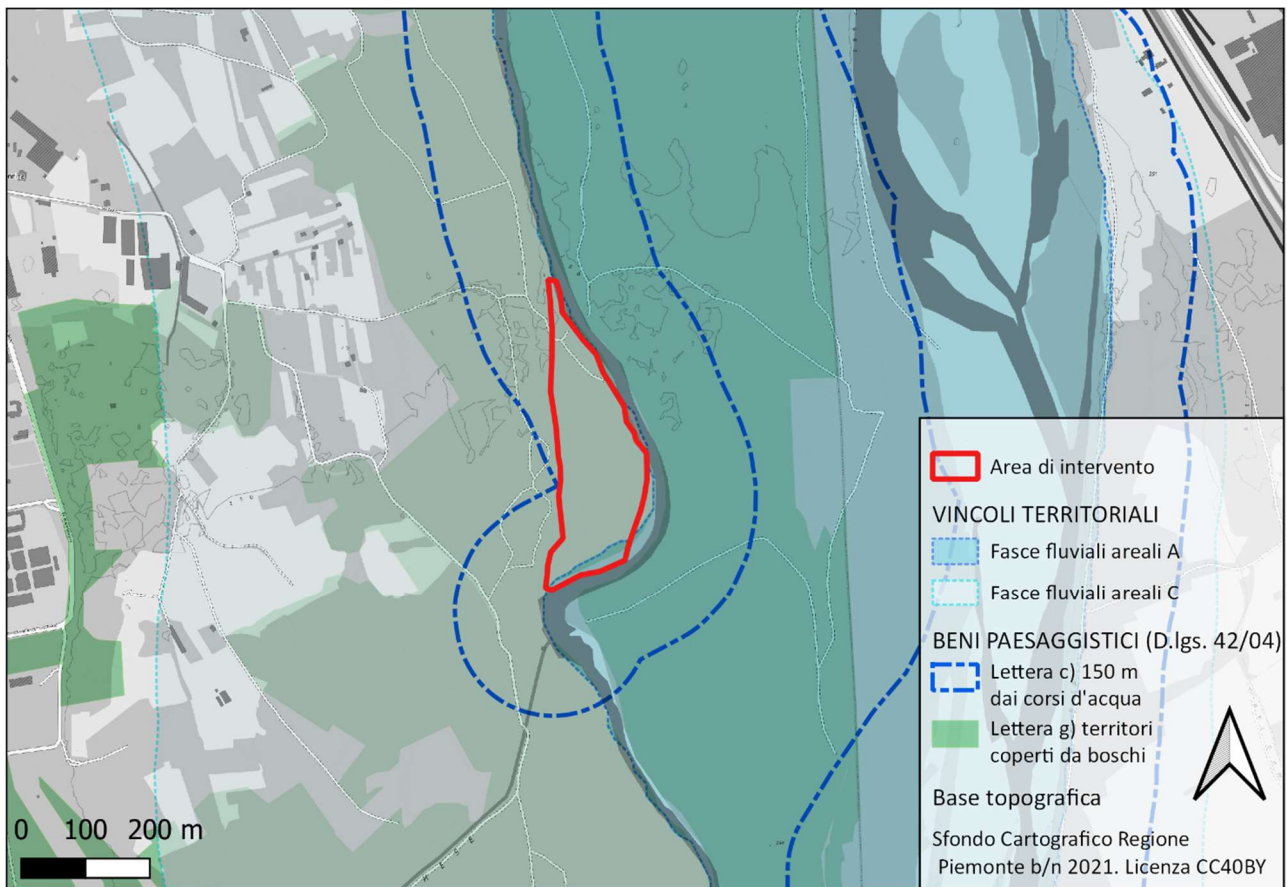 Area di intervento
VINCOLI TERRITORIALI
Fasce fluviali areali A
Fasce fluviali areali C
BENI PAESAGGISTICI (D.lgs. 42/04)
Lettera c) 150 m
dai corsi d'acqua
Lettera g) territori
coperti da boschi
Base topografica
Sfondo Cartografico Regione
Piemonte b/n 2021. Licenza CC40BY
0 100 200 m